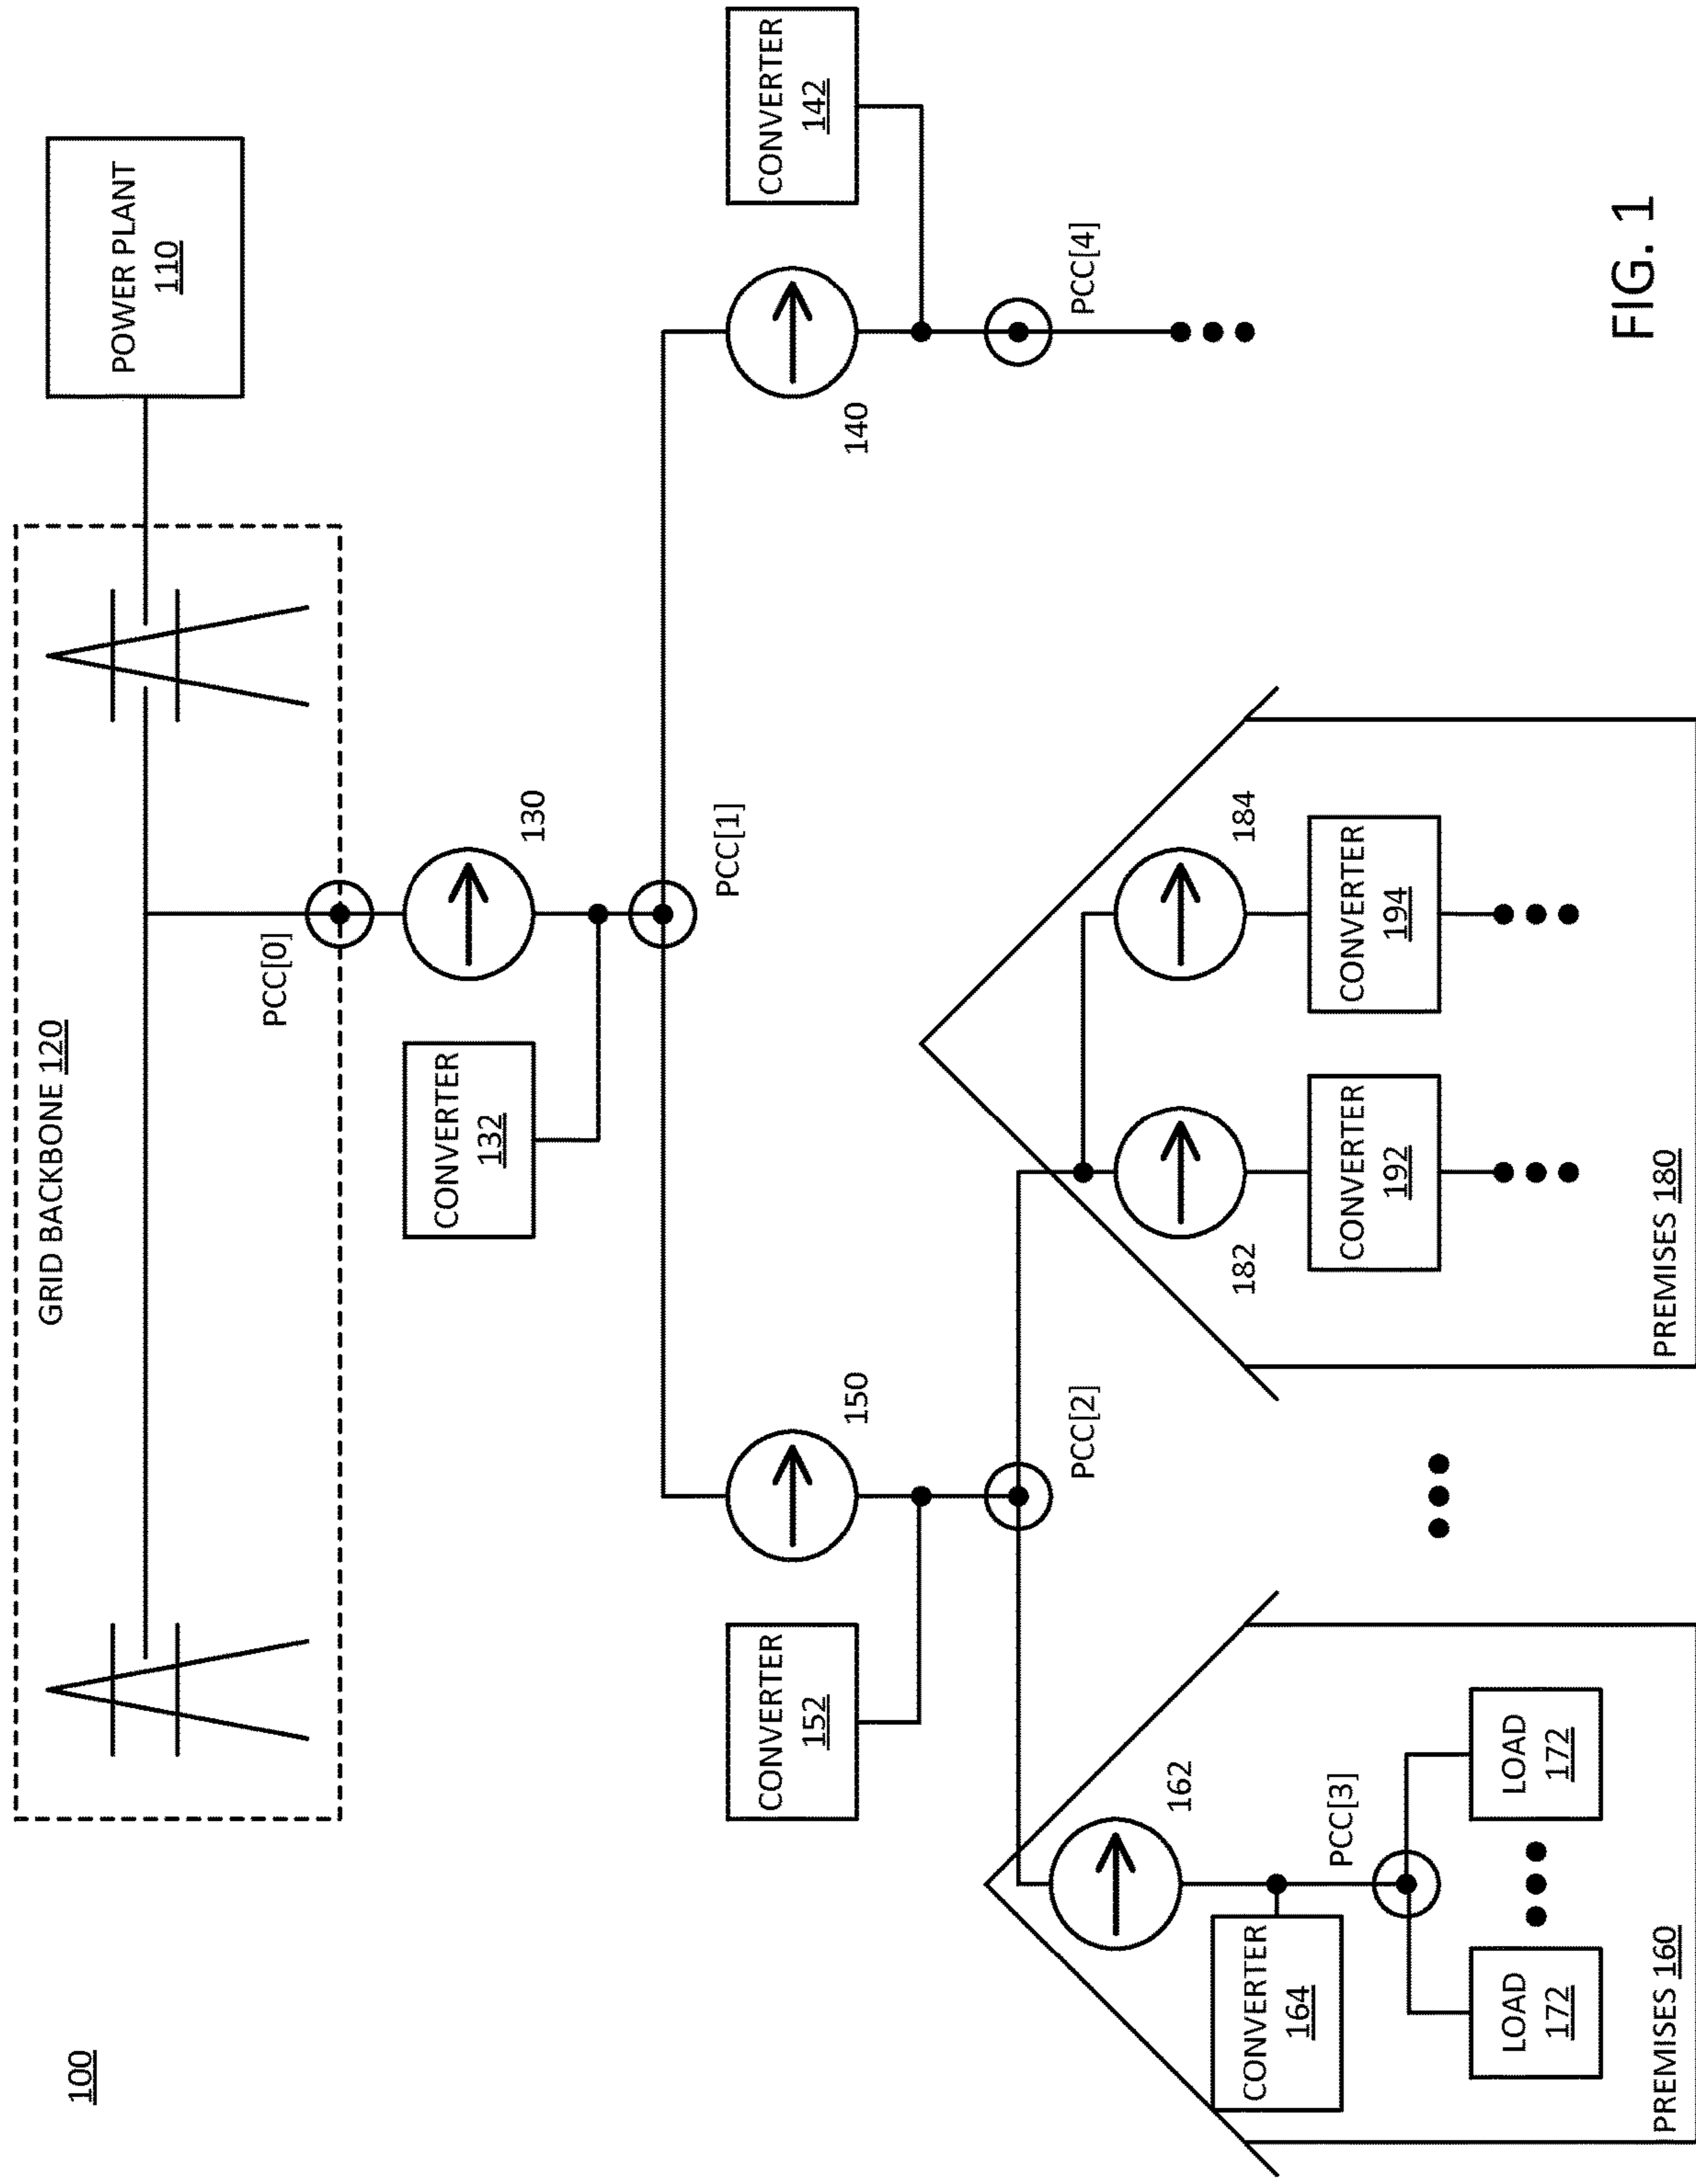 100
GRID BACKBONE 120
POWER PLANT
110
PCC[0]
130
CONVERTER
132
PCC[1]
CONVERTER
152
150
140
CONVERTER
142
PCC[2]
PCC[4]
162
CONVERTER
164
PCC[3]
LOAD
172
LOAD
172
PREMISES 160
182
184
CONVERTER
192
CONVERTER
194
PREMISES 180
FIG. 1